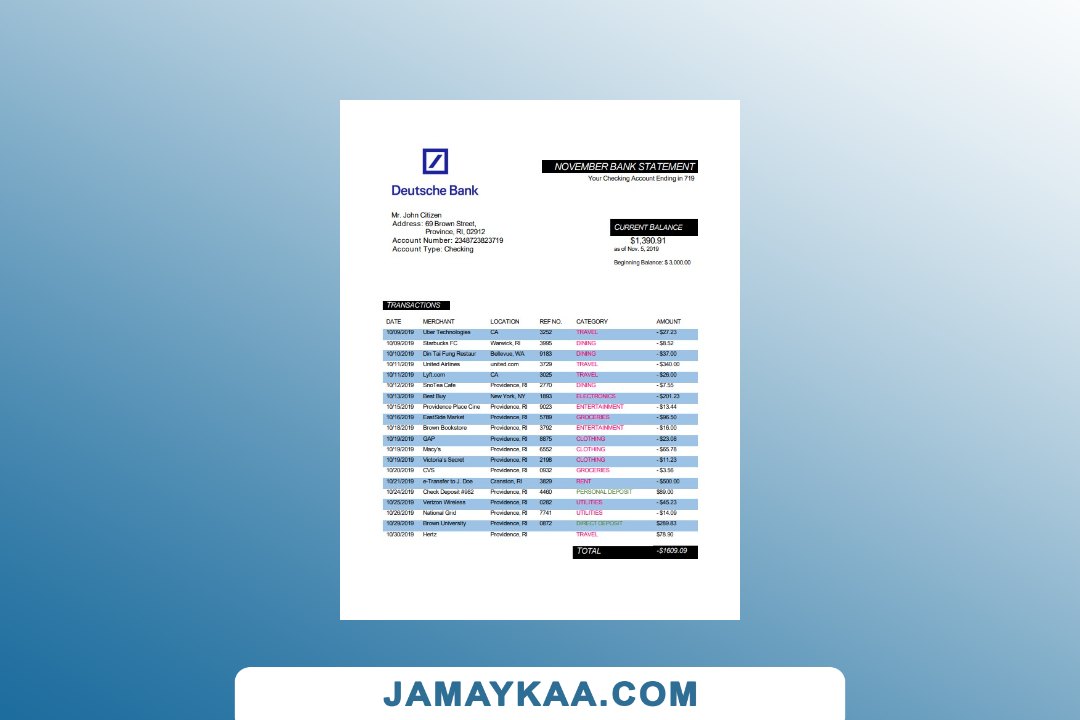 Deutsche Bank
NOVEMBER BANK STATEMENT
Your Checking Account Ending in 719
Mr. John Citizen
Address: 69 Brown Street,
Province, RI, 02912
Account Number: 2348723823719
Account Type: Checking
CURRENT BALANCE
$1,390.91
as of Nov. 5, 2019
Beginning Balance: $ 3,000.00
TRANSACTIONS
DATE MERCHANT LOCATION REF NO. CATEGORY AMOUNT
10/09/2019 Uber Technologies CA 3252 TRAVEL - $27.23
10/09/2019 Starbucks FC Warwick, RI 3995 DINING - $8.52
10/10/2019 Din Tai Fung Restaur Bellevue, WA 9183 DINING - $37.00
10/11/2019 United Airlines united.com 3729 TRAVEL - $340.00
10/11/2019 Lyft.com CA 3025 TRAVEL - $26.00
10/12/2019 SnoTea Cafe Providence, RI 2770 DINING - $7.55
10/13/2019 Best Buy New York, NY 1893 ELECTRONICS - $201.23
10/15/2019 Providence Place Cine Providence, RI 9023 ENTERTAINMENT - $13.44
10/16/2019 EastSide Market Providence, RI 5789 GROCERIES - $96.50
10/18/2019 Brown Bookstore Providence, RI 3792 ENTERTAINMENT - $16.00
10/19/2019 GAP Providence, RI 8875 CLOTHING - $23.08
10/19/2019 Macy's Providence, RI 6552 CLOTHING - $65.78
10/19/2019 Victoria's Secret Providence, RI 2198 CLOTHING - $11.23
10/20/2019 CVS Providence, RI 0932 GROCERIES - $3.56
10/21/2019 e-Transfer to J. Doe Cranston, RI 3829 RENT - $500.00
10/24/2019 Check Deposit #962 Providence, RI 4460 PERSONAL DEPOSIT $89.00
10/25/2019 Verizon Wireless Providence, RI 0282 UTILITIES - $45.23
10/26/2019 National Grid Providence, RI 7741 UTILITIES - $14.09
10/29/2019 Brown University Providence, RI 0872 DIRECT DEPOSIT $289.83
10/30/2019 Hertz Providence, RI TRAVEL $78.90
TOTAL -$1609.09
JAMAYKAA.COM